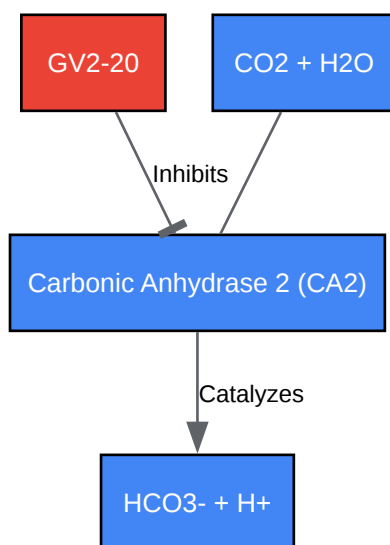 GV2-20
CO2 + H2O
Inhibits
Carbonic Anhydrase 2 (CA2)
Catalyzes
HCO3- + H+